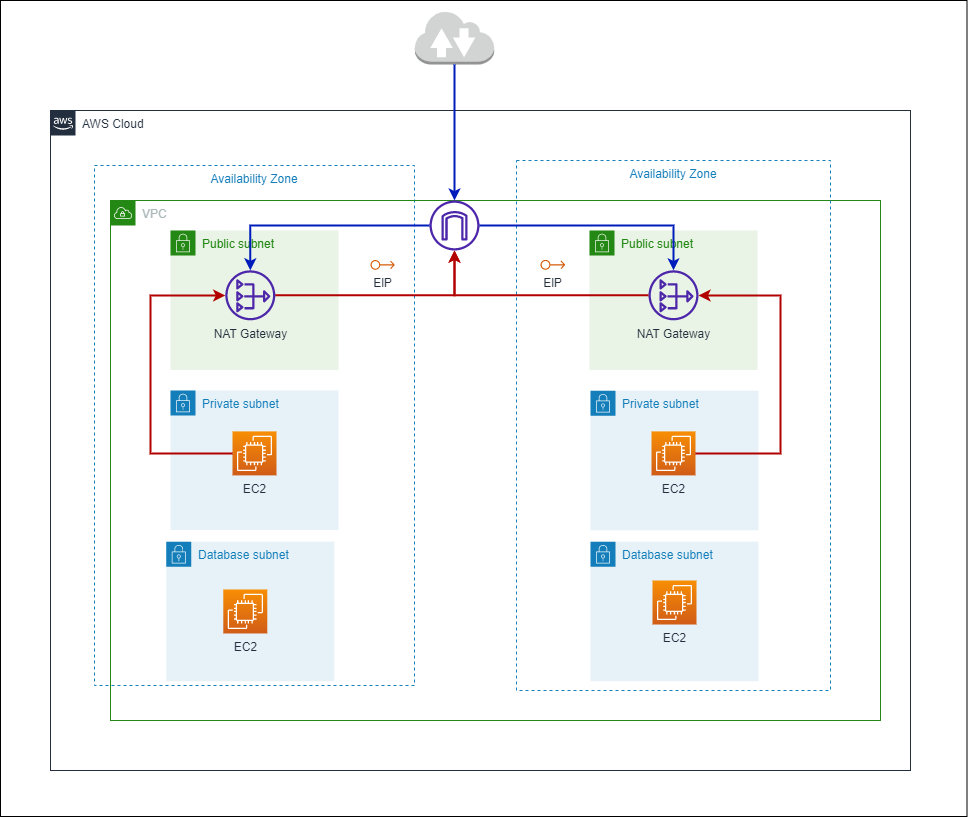 aws
AWS Cloud
Availability Zone
Availability Zone
VPC
Public subnet
Public subnet
EIP
EIP
NAT Gateway
NAT Gateway
Private subnet
Private subnet
EC2
EC2
Database subnet
Database subnet
EC2
EC2